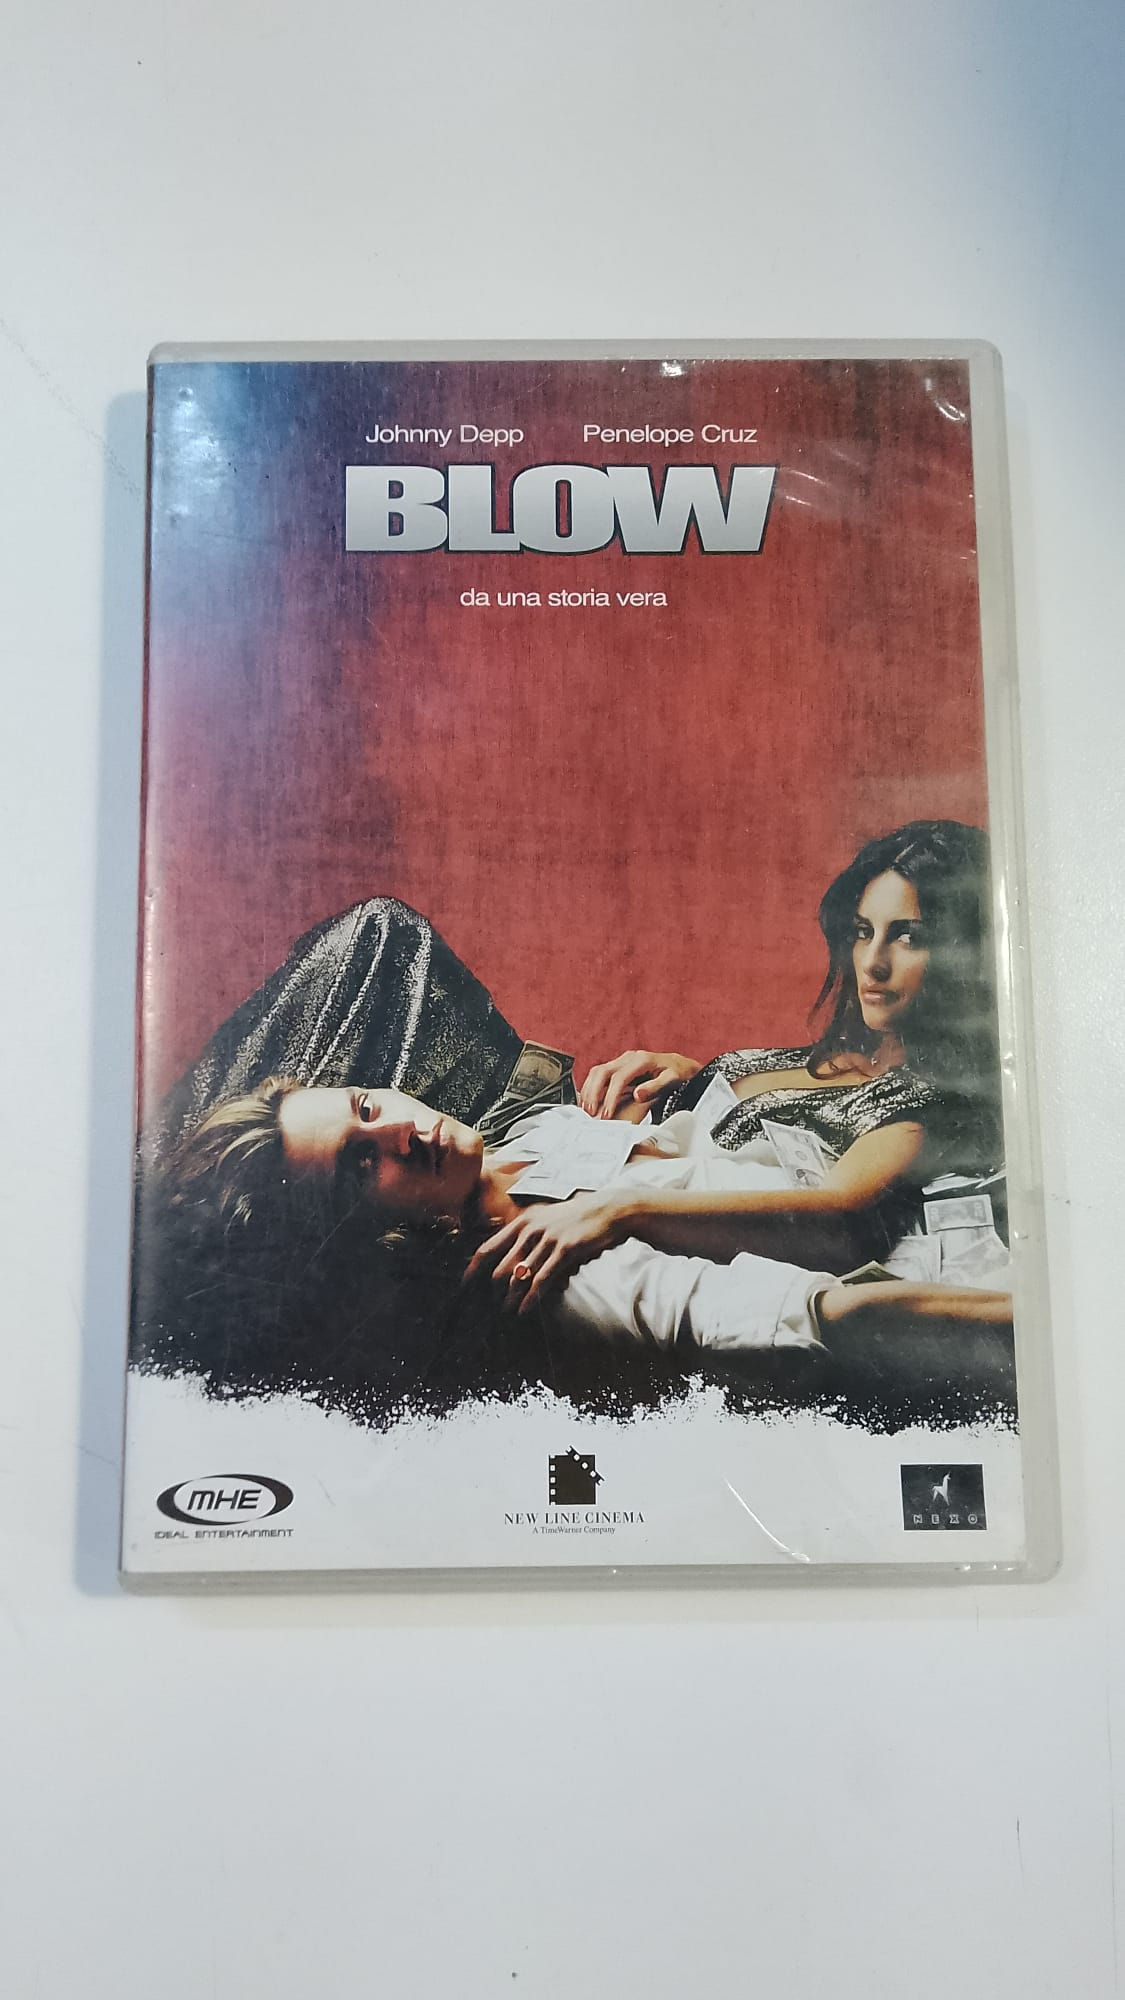 Johnny Depp Penelope Cruz
BLOW
da una storia vera
MHE
IDEAL ENTERTAINMENT
NEW LINE CINEMA
A TimeWarner Company
NEXO